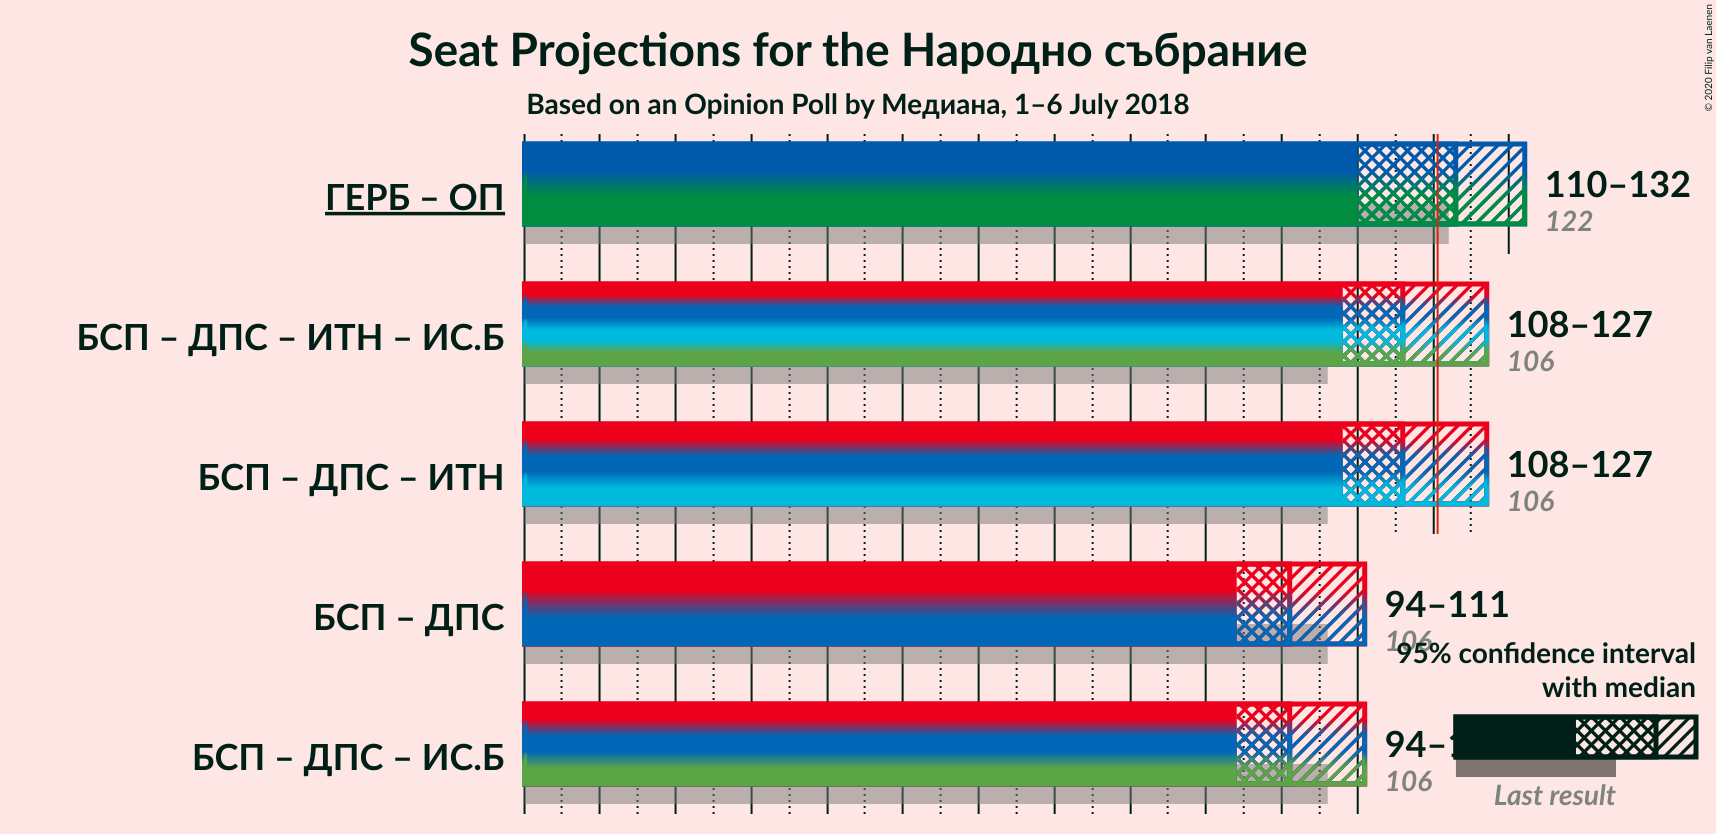 Seat Projections for the Народно събрание
Based on an Opinion Poll by Медиана, 1–6 July 2018
© 2020 Filip van Laenen
ГЕРБ – ОП
110–132
122
БСП – ДПС – ИТН – ИС.Б
108–127
106
БСП – ДПС – ИТН
108–127
106
БСП – ДПС
94–111
106
БСП – ДПС – ИС.Б
94–
106
95% confidence interval
with median
Last result